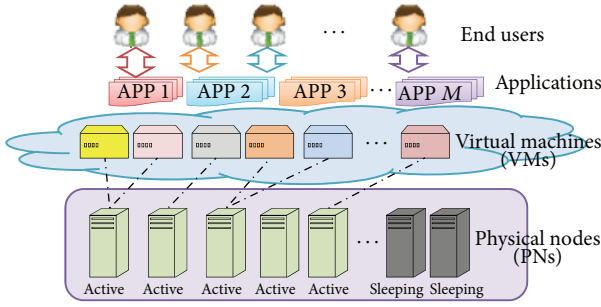 ... End users
APP 1 APP 2 APP 3 ... APP M Applications
... Virtual machines
(VMs)
... Physical nodes
(PNs)
Active Active Active Active Active Sleeping Sleeping